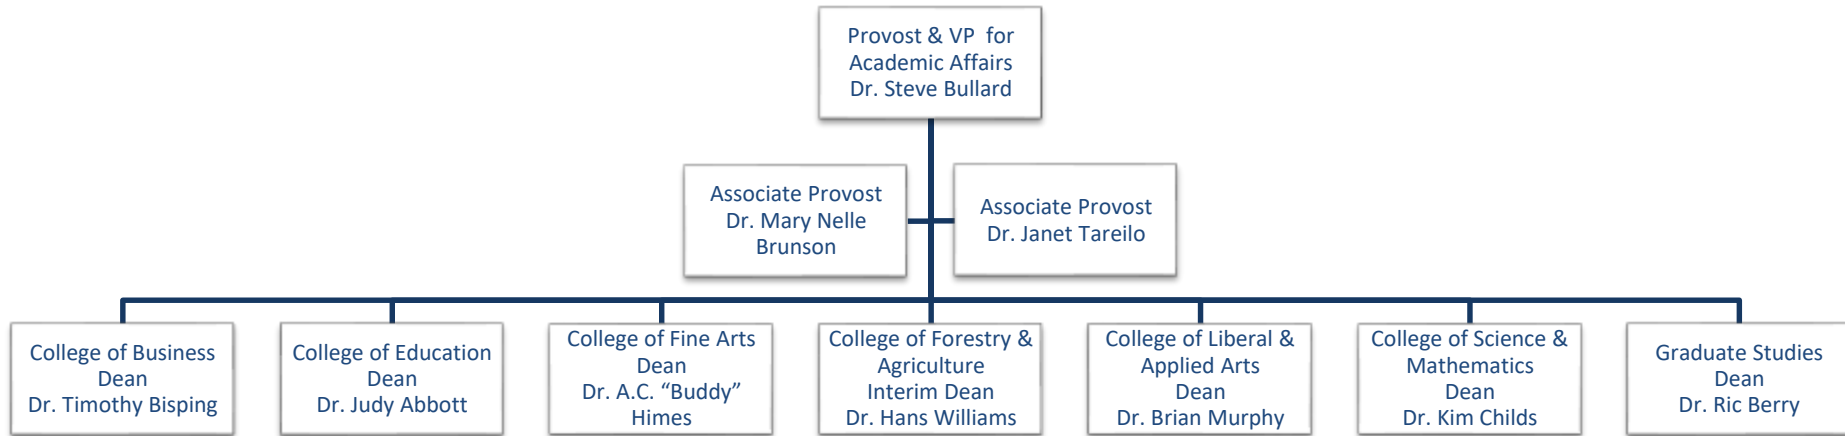 Provost & VP for
Academic Affairs
Dr. Steve Bullard
Associate Provost
Dr. Mary Nelle
Brunson
Associate Provost
Dr. Janet Tareilo
College of Business
Dean
Dr. Timothy Bisping
College of Education
Dean
Dr. Judy Abbott
College of Fine Arts
Dean
Dr. A.C. “Buddy”
Himes
College of Forestry &
Agriculture
Interim Dean
Dr. Hans Williams
College of Liberal &
Applied Arts
Dean
Dr. Brian Murphy
College of Science &
Mathematics
Dean
Dr. Kim Childs
Graduate Studies
Dean
Dr. Ric Berry